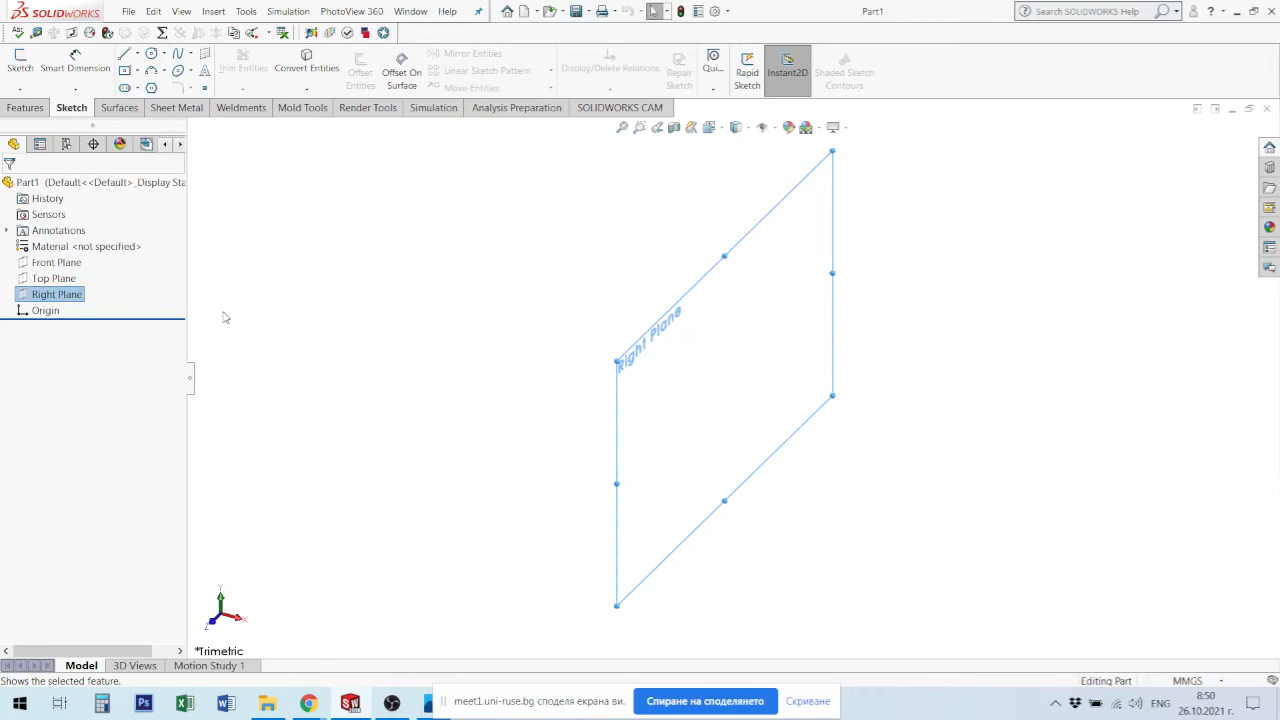 SOLIDWORKS File Edit View Insert Tools Simulation PhotoView 360 Window Help Part1 Search SOLIDWORKS Help
Sketch Smart Dimension Trim Entities Convert Entities Offset Entities Offset On Surface Mirror Entities Linear Sketch Pattern Move Entities Display/Delete Relations Repair Sketch Qui... Rapid Sketch Instant2D Shaded Sketch Contours
Features Sketch Surfaces Sheet Metal Weldments Mold Tools Render Tools Simulation Analysis Preparation SOLIDWORKS CAM
Part1 (Default<<Default>_Display Sta
History
Sensors
Annotations
Material <not specified>
Front Plane
Top Plane
Right Plane
Origin
Right Plane
Y
X
Z
*Trimetric
Model 3D Views Motion Study 1
Shows the selected feature. Editing Part MMGS
meet1.uni-ruse.bg споделя екрана ви. Спиране на споделянето Скриване
ENG 8:50
26.10.2021 г.